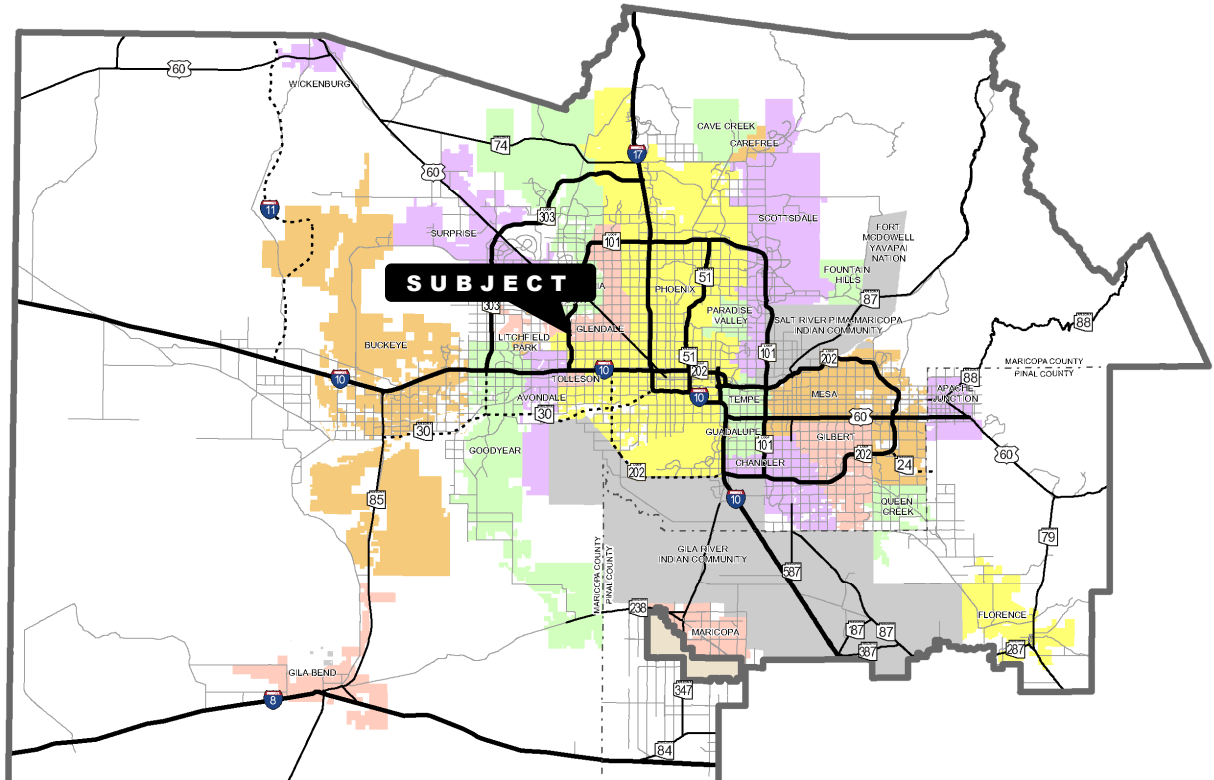 60
WICKENBURG
17
CAVE CREEK
CAREFREE
74
60
11
303
SURPRISE
SCOTTSDALE
101
FORT
MCDOWELL
YAVAPAI
NATION
SUBJECT
51
FOUNTAIN
HILLS
IA
PHOENIX
87
303
PARADISE
VALLEY
SALT RIVER PIMA-MARICOPA
INDIAN COMMUNITY
88
GLENDALE
LITCHFIELD
PARK
BUCKEYE
51
101
202
MARICOPA COUNTY
PINAL COUNTY
10
TOLLESON
10
202
88
APACHE
JUNCTION
AVONDALE
10
TEMPE
MESA
30
60
30
GUADALUPE
GILBERT
101
GOODYEAR
202
60
CHANDLER
24
202
85
10
QUEEN
CREEK
79
GILA RIVER
INDIAN COMMUNITY
MARICOPA COUNTY
PINAL COUNTY
587
238
FLORENCE
MARICOPA
87
87
387
287
GILA BEND
347
8
84